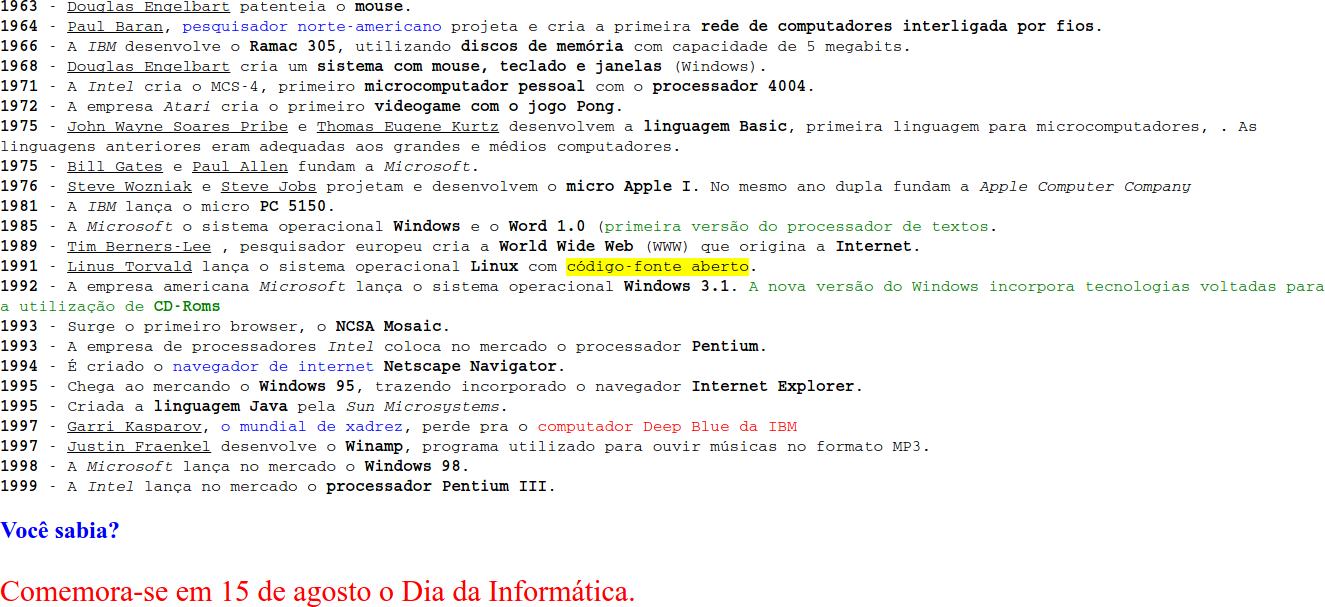 1963 - Douglas Engelbart patenteia o mouse.
1964 - Paul Baran, pesquisador norte-americano projeta e cria a primeira rede de computadores interligada por fios.
1966 - A IBM desenvolve o Ramac 305, utilizando discos de memória com capacidade de 5 megabits.
1968 - Douglas Engelbart cria um sistema com mouse, teclado e janelas (Windows).
1971 - A Intel cria o MCS-4, primeiro microcomputador pessoal com o processador 4004.
1972 - A empresa Atari cria o primeiro videogame com o jogo Pong.
1975 - John Wayne Soares Pribe e Thomas Eugene Kurtz desenvolvem a linguagem Basic, primeira linguagem para microcomputadores, . As
linguagens anteriores eram adequadas aos grandes e médios computadores.
1975 - Bill Gates e Paul Allen fundam a Microsoft.
1976 - Steve Wozniak e Steve Jobs projetam e desenvolvem o micro Apple I. No mesmo ano dupla fundam a Apple Computer Company
1981 - A IBM lança o micro PC 5150.
1985 - A Microsoft o sistema operacional Windows e o Word 1.0 (primeira versão do processador de textos.
1989 - Tim Berners-Lee , pesquisador europeu cria a World Wide Web (WWW) que origina a Internet.
1991 - Linus Torvald lança o sistema operacional Linux com código-fonte aberto.
1992 - A empresa americana Microsoft lança o sistema operacional Windows 3.1. A nova versão do Windows incorpora tecnologias voltadas para
a utilização de CD-Roms
1993 - Surge o primeiro browser, o NCSA Mosaic.
1993 - A empresa de processadores Intel coloca no mercado o processador Pentium.
1994 - É criado o navegador de internet Netscape Navigator.
1995 - Chega ao mercando o Windows 95, trazendo incorporado o navegador Internet Explorer.
1995 - Criada a linguagem Java pela Sun Microsystems.
1997 - Garri Kasparov, o mundial de xadrez, perde pra o computador Deep Blue da IBM
1997 - Justin Fraenkel desenvolve o Winamp, programa utilizado para ouvir músicas no formato MP3.
1998 - A Microsoft lança no mercado o Windows 98.
1999 - A Intel lança no mercado o processador Pentium III.
Você sabia?
Comemora-se em 15 de agosto o Dia da Informática.